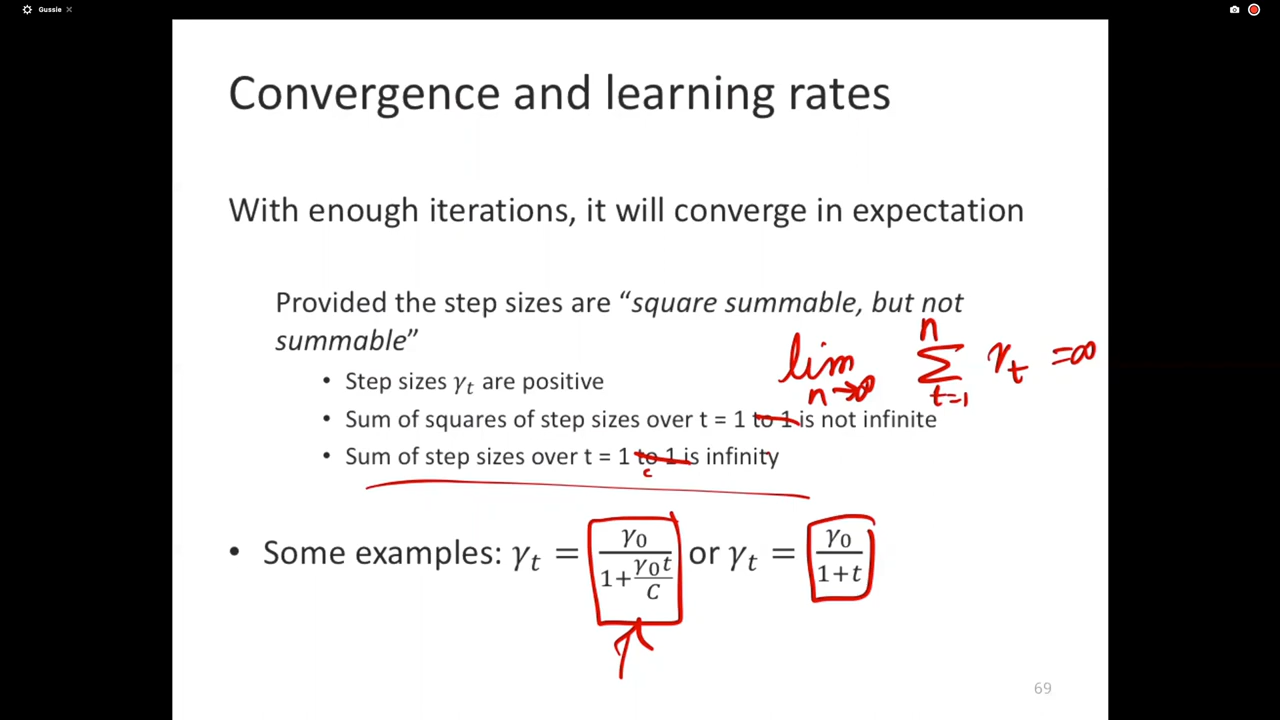 Gussie
Convergence and learning rates
With enough iterations, it will converge in expectation
Provided the step sizes are “square summable, but not
summable”
lim n→∞ n ∑ t=1 γt =∞
• Step sizes γt are positive
• Sum of squares of step sizes over t = 1 to 1 is not infinite
• Sum of step sizes over t = 1 to 1 is infinity
c
• Some examples: γt = γ0 / 1+ γ0t / C or γt = γ0 / 1+t
69